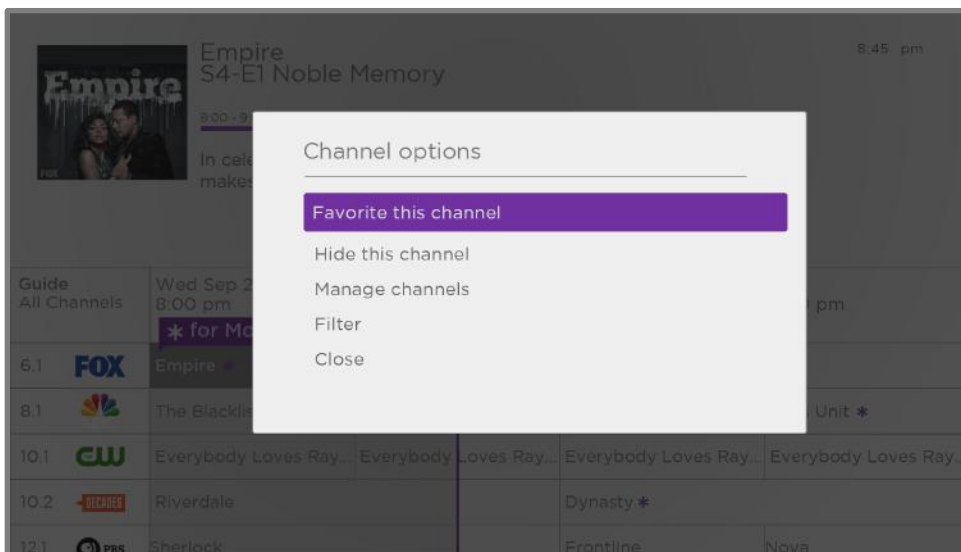 Empire
S4-E1 Noble Memory
8:45 pm
Empire
FOX
8:00 - 9:
In cele
makes
Channel options
Favorite this channel
Hide this channel
Manage channels
Filter
Close
Guide
All Channels
Wed Sep 2
8:00 pm
pm
* for Mo
6.1 FOX Empire *
8.1 The Blacklis Unit *
10.1 CW Everybody Loves Ray... Everybody Loves Ray... Everybody Loves Ray... Everybody Loves Ray...
10.2 DECADES Riverdale Dynasty *
12.1 PBS Sherlock Frontline Nova